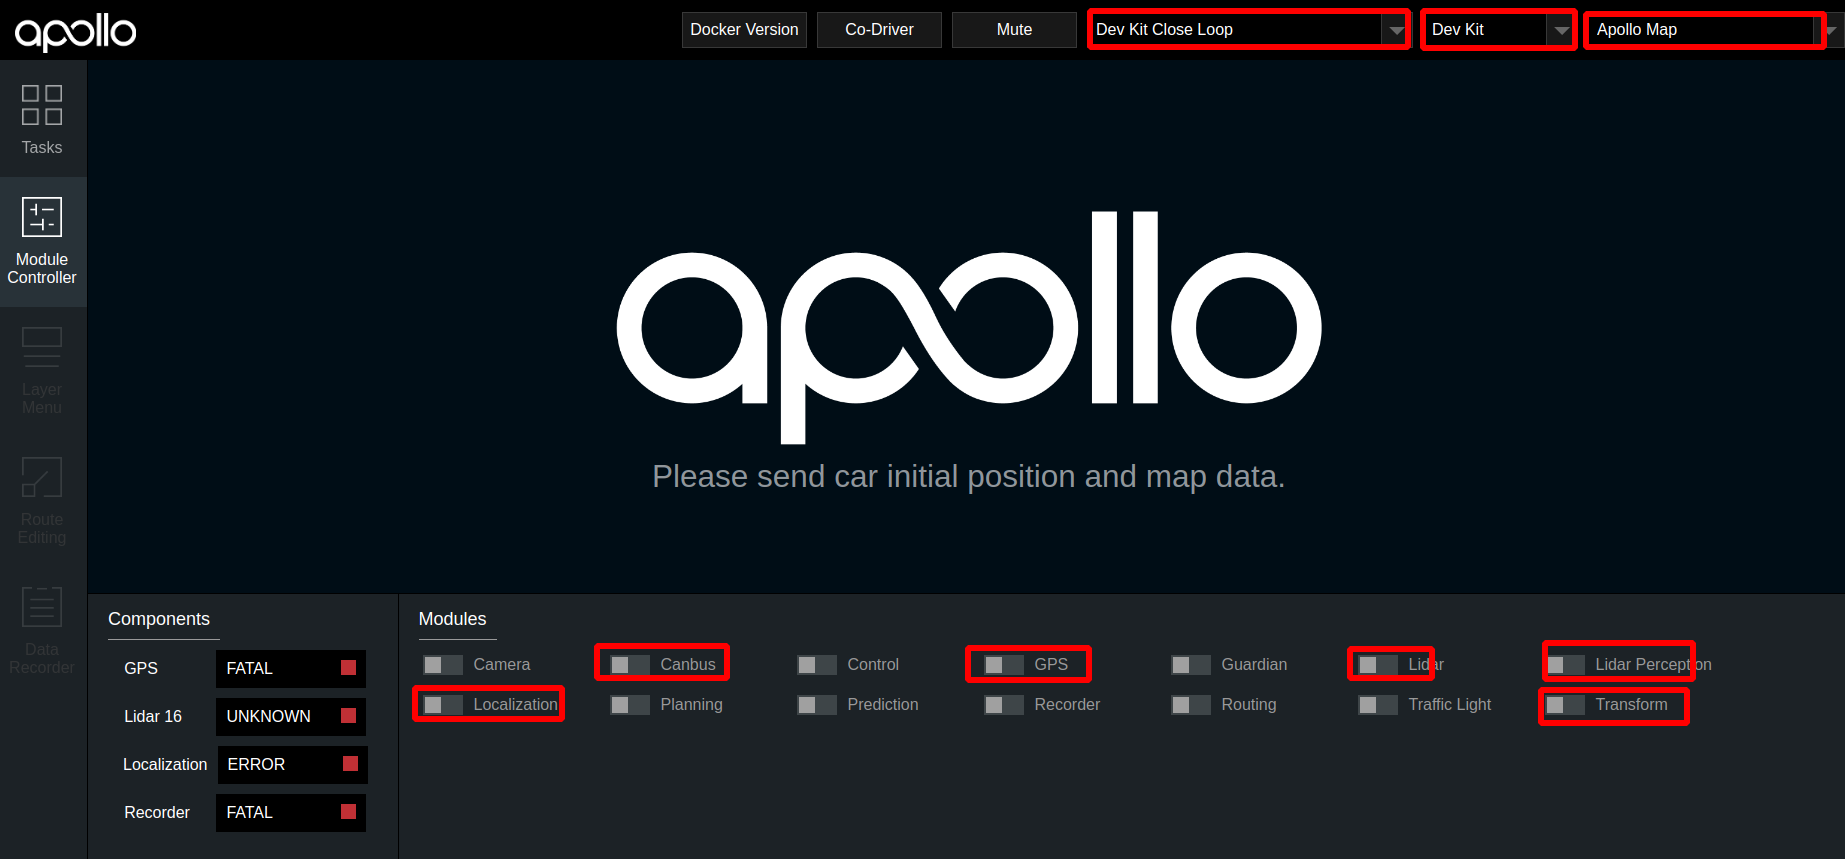 apollo
Docker Version
Co-Driver
Mute
Dev Kit Close Loop
Dev Kit
Apollo Map
Tasks
Module
Controller
Layer
Menu
Route
Editing
Data
Recorder
apollo
Please send car initial position and map data.
Components
GPS FATAL
Lidar 16 UNKNOWN
Localization ERROR
Recorder FATAL
Modules
Camera Canbus Control GPS Guardian Lidar Lidar Perception
Localization Planning Prediction Recorder Routing Traffic Light Transform